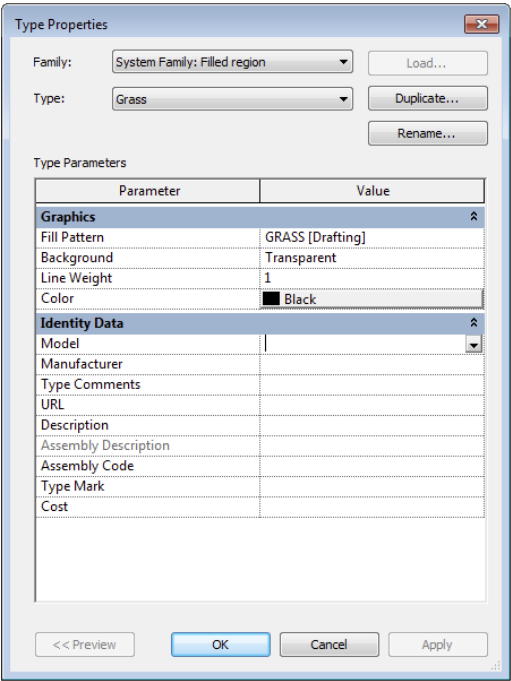 Type Properties
Family: System Family: Filled region Load...
Type: Grass Duplicate...
Rename...
Type Parameters
Parameter Value
Graphics
Fill Pattern GRASS [Drafting]
Background Transparent
Line Weight 1
Color Black
Identity Data
Model
Manufacturer
Type Comments
URL
Description
Assembly Description
Assembly Code
Type Mark
Cost
<< Preview OK Cancel Apply